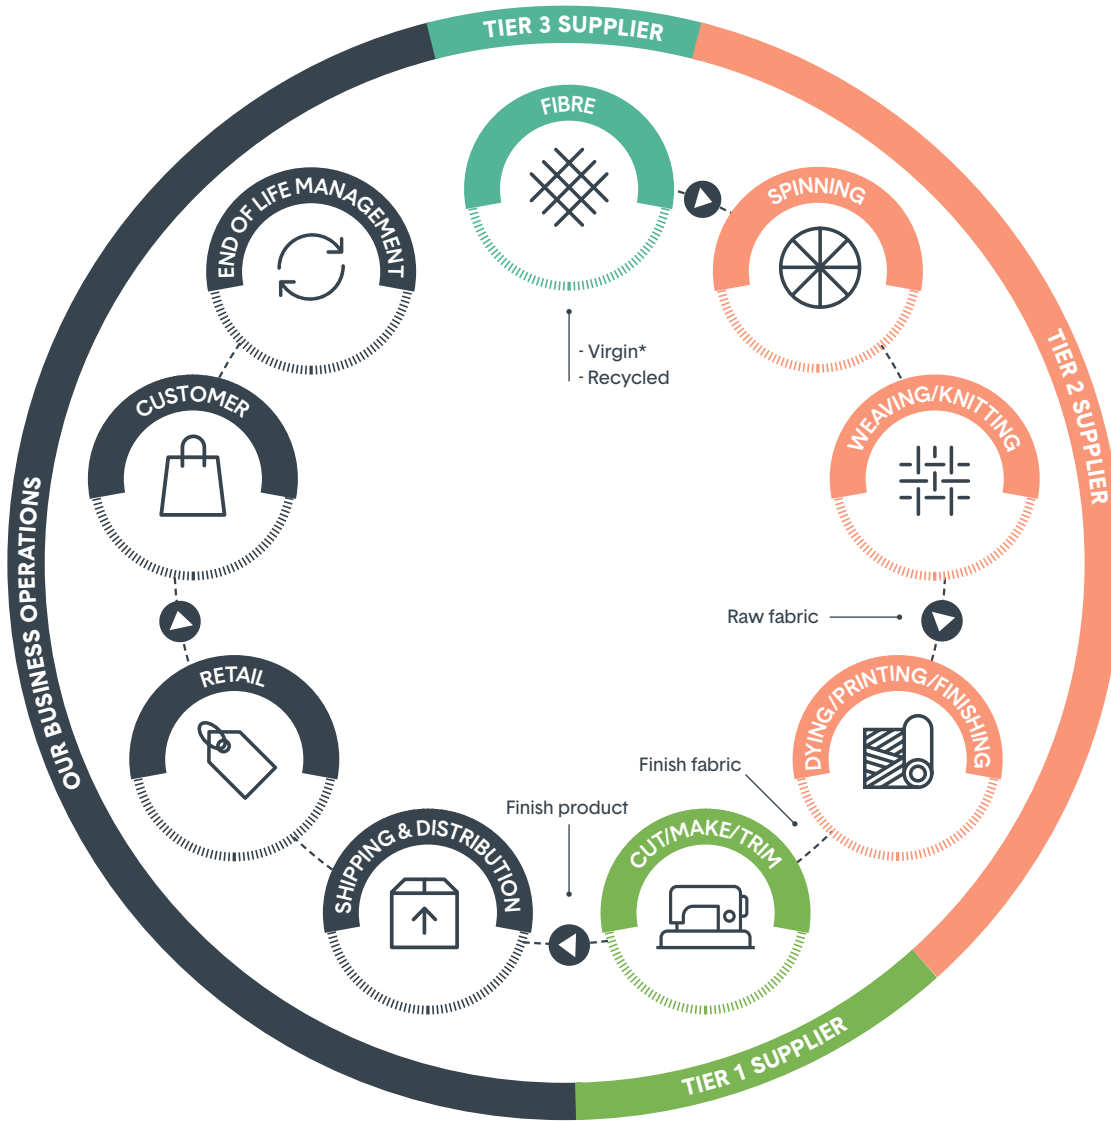 TIER 3 SUPPLIER
FIBRE
- Virgin*
- Recycled
SPINNING
TIER 2 SUPPLIER
WEAVING/KNITTING
Raw fabric
DYING/PRINTING/FINISHING
Finish fabric
CUT/MAKE/TRIM
TIER 1 SUPPLIER
Finish product
SHIPPING & DISTRIBUTION
RETAIL
OUR BUSINESS OPERATIONS
CUSTOMER
END OF LIFE MANAGEMENT